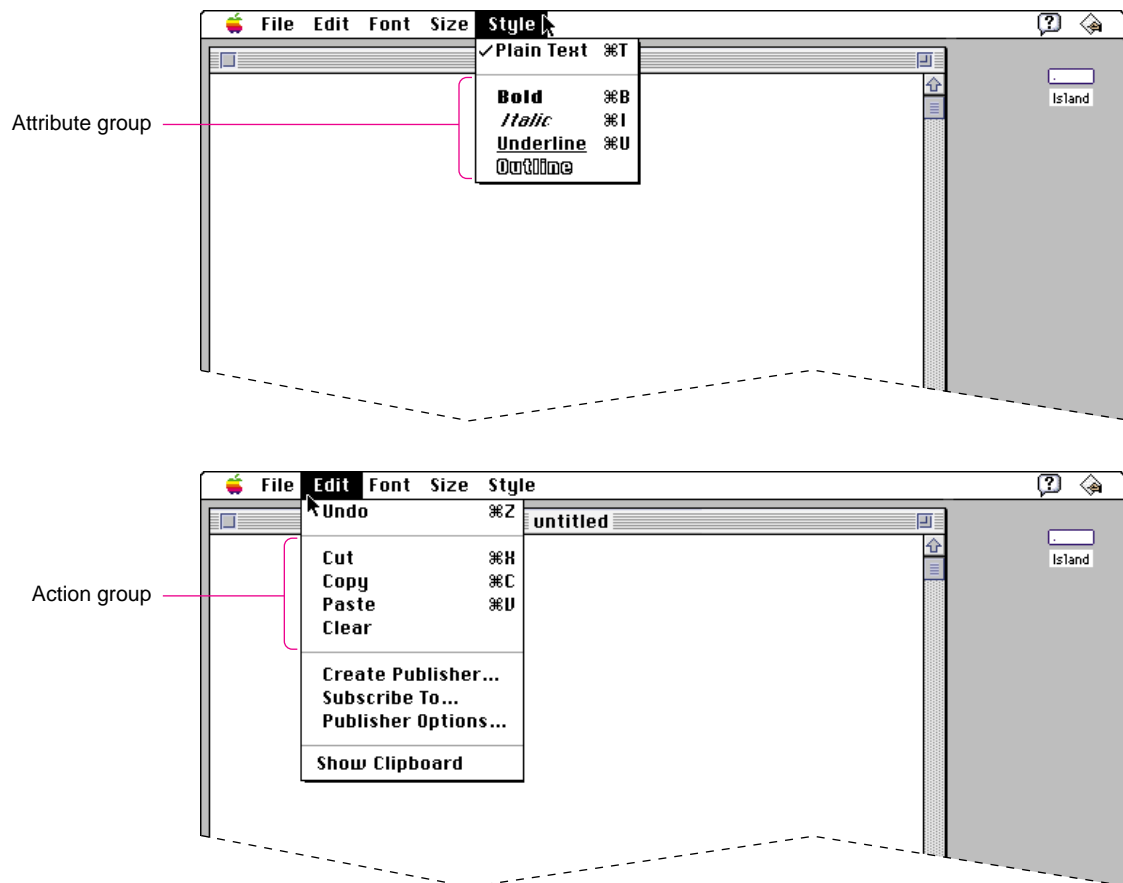 File Edit Font Size Style
✓Plain Text ⌘T
Bold ⌘B
Italic ⌘I
Underline ⌘U
Outline
Island
Attribute group
File Edit Font Size Style
Undo ⌘Z
untitled
Cut ⌘X
Copy ⌘C
Paste ⌘V
Clear
Create Publisher...
Subscribe To...
Publisher Options...
Show Clipboard
Island
Action group